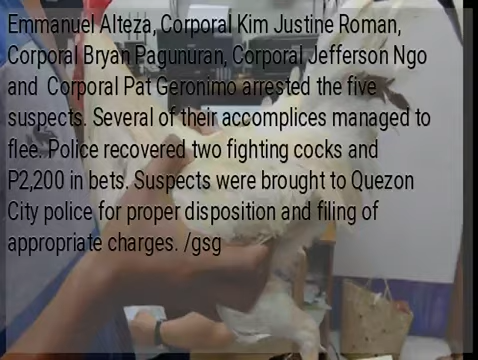 Emmanuel Alteza, Corporal Kim Justine Roman,
Corporal Bryan Pagunuran, Corporal Jefferson Ngo
and Corporal Pat Geronimo arrested the five
suspects. Several of their accomplices managed to
flee. Police recovered two fighting cocks and
P2,200 in bets. Suspects were brought to Quezon
City police for proper disposition and filing of
appropriate charges. /gsg